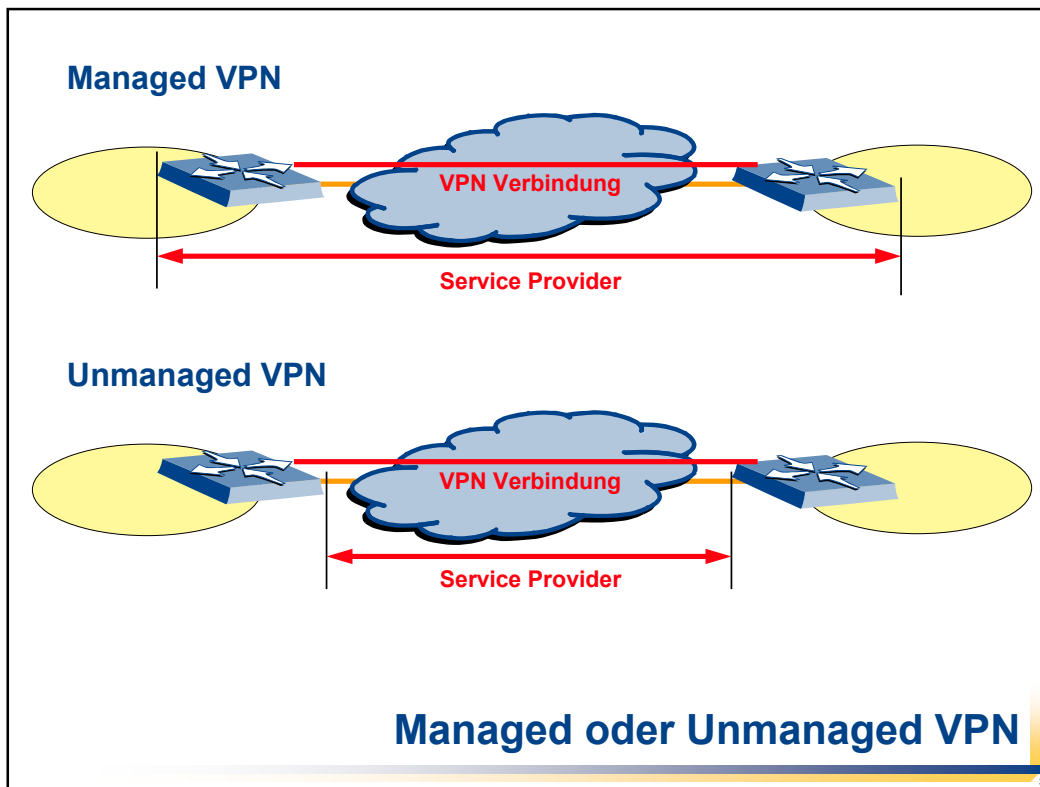 Managed VPN
VPN Verbindung
Service Provider
Unmanaged VPN
VPN Verbindung
Service Provider
Managed oder Unmanaged VPN